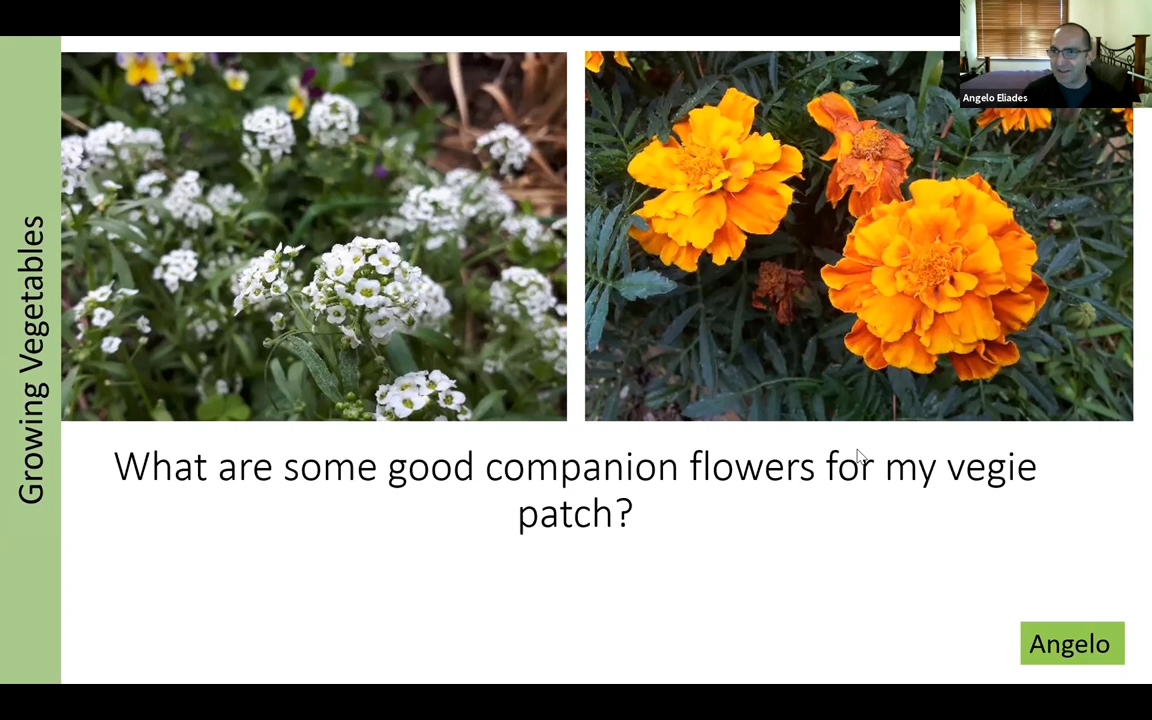 Growing Vegetables
Angelo Eliades
What are some good companion flowers for my vegie
patch?
Angelo